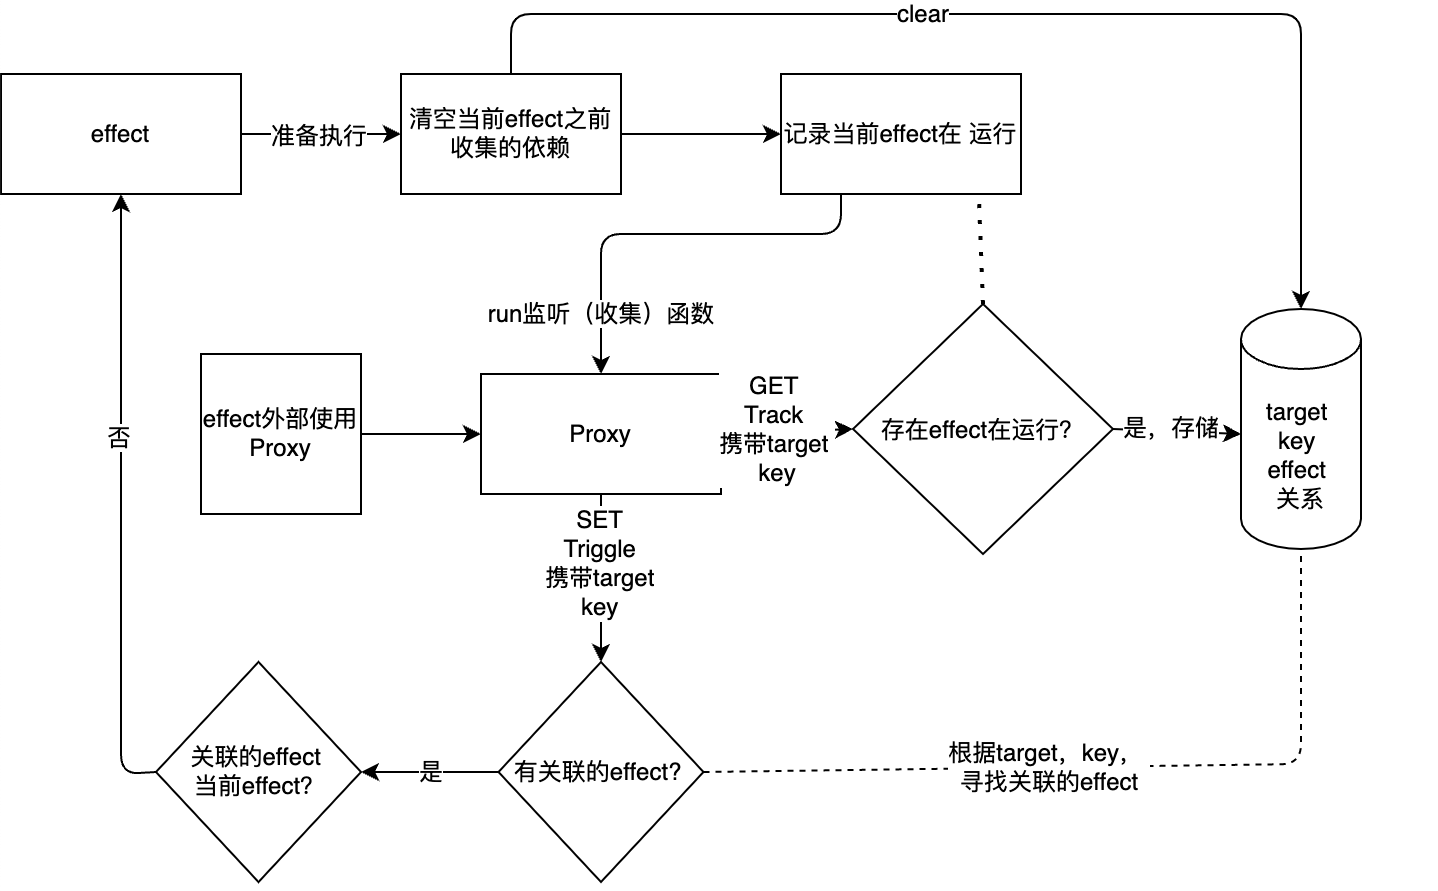 clear
effect
准备执行
清空当前effect之前
收集的依赖
记录当前effect在 运行
run监听（收集）函数
effect外部使用
Proxy
Proxy
GET
Track
携带target
key
存在effect在运行?
是，存储
target
key
effect
关系
否
SET
Triggle
携带target
key
关联的effect
当前effect?
是
有关联的effect?
根据target，key，
寻找关联的effect